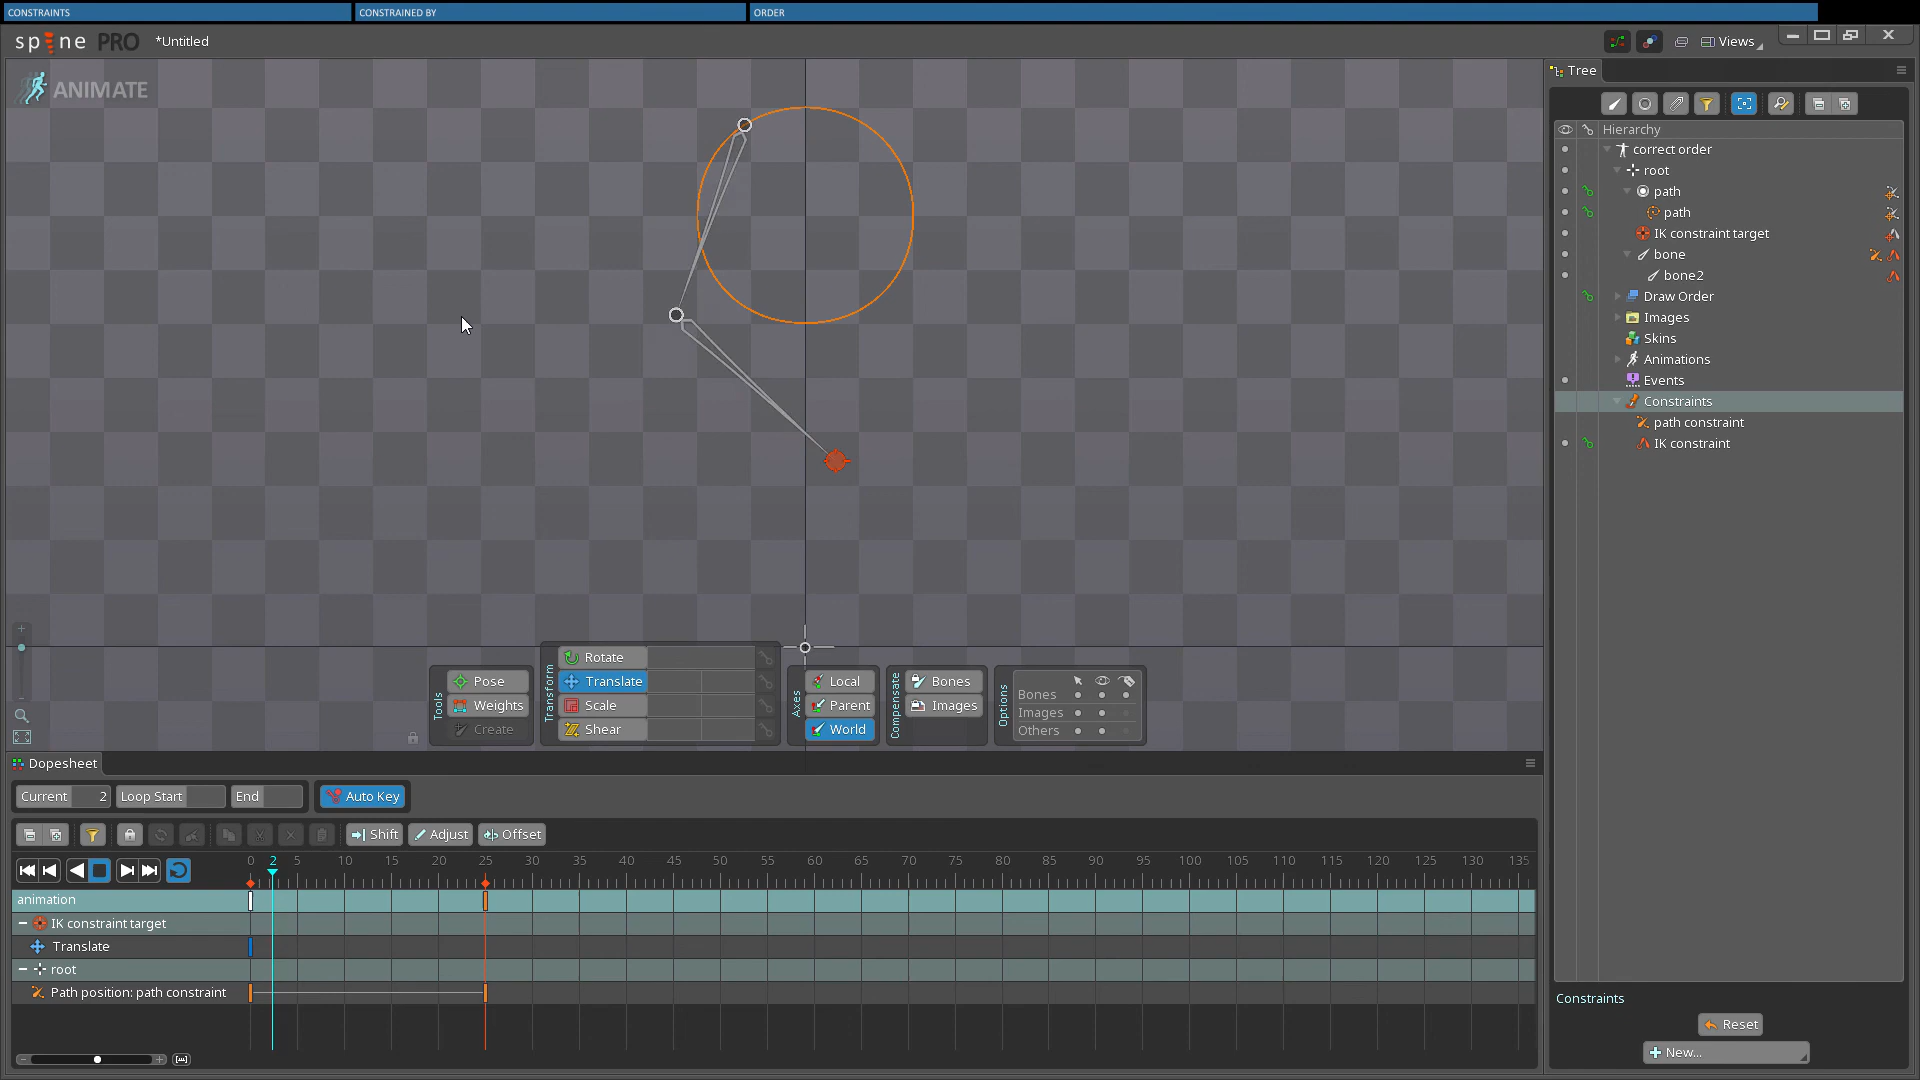 CONSTRAINTS CONSTRAINED BY ORDER
spine PRO *Untitled Views
ANIMATE
Tree
Hierarchy
correct order
root
path
path
IK constraint target
bone
bone2
Draw Order
Images
Skins
Animations
Events
Constraints
path constraint
IK constraint
Constraints
Reset
New...
Tools
Pose
Weights
Create
Transform
Rotate
Translate
Scale
Shear
Axes
Local
Parent
World
Compensate
Bones
Images
Options
Bones
Images
Others
Dopesheet
Current 2 Loop Start End Auto Key
Shift Adjust Offset
0 2 5 10 15 20 25 30 35 40 45 50 55 60 65 70 75 80 85 90 95 100 105 110 115 120 125 130 135
animation
IK constraint target
Translate
root
Path position: path constraint